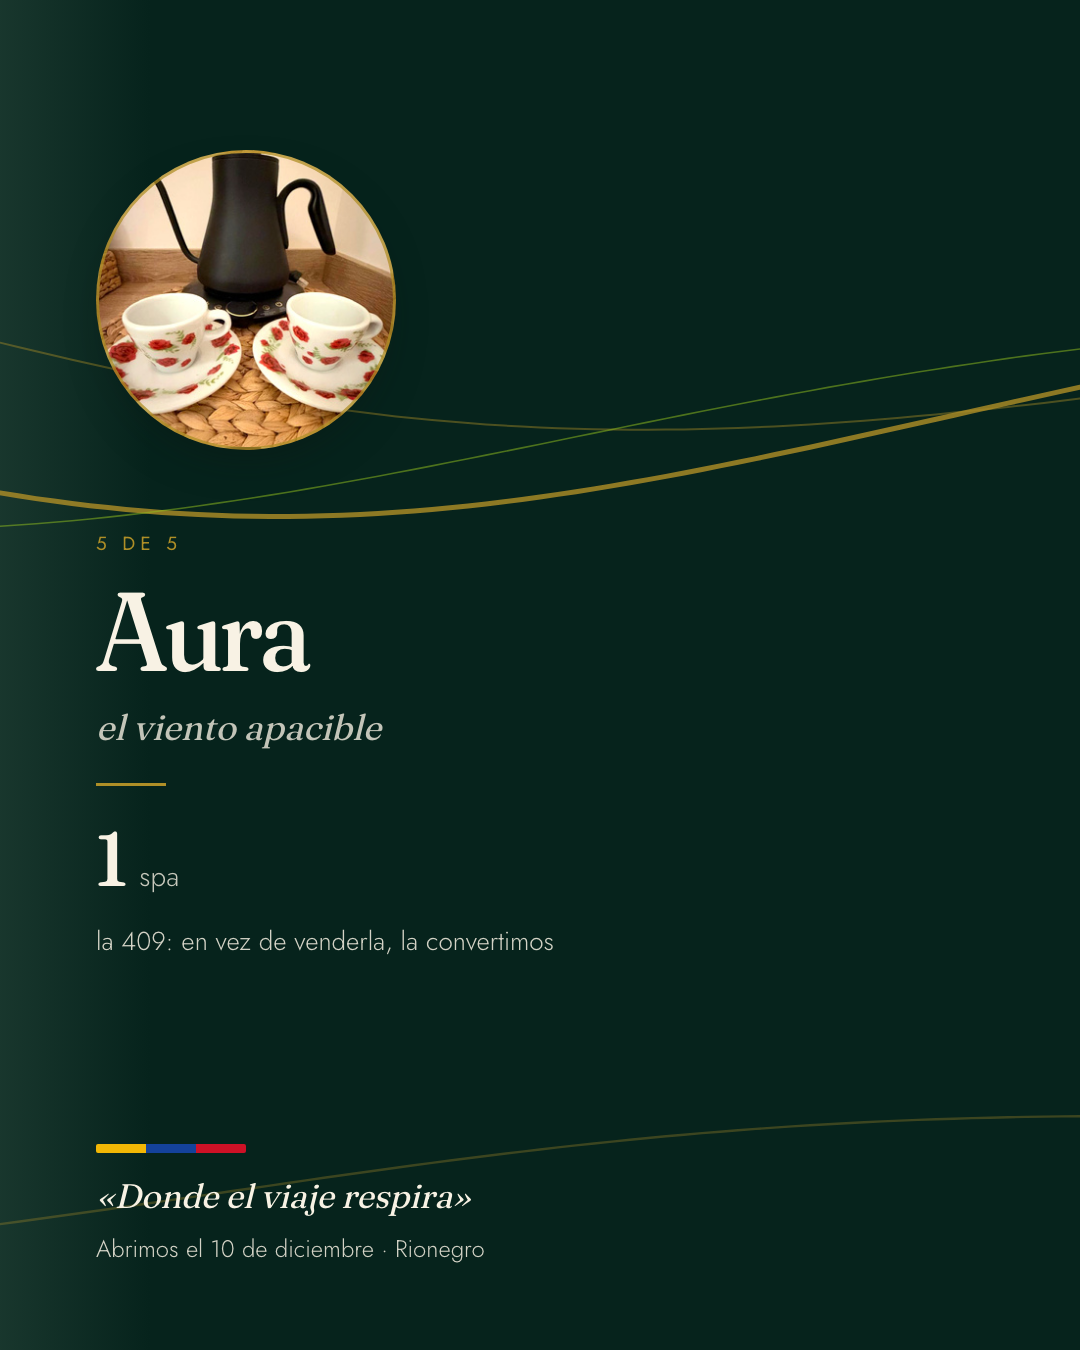 5 DE 5
Aura
el viento apacible
1 spa
la 409: en vez de venderla, la convertimos
«Donde el viaje respira»
Abrimos el 10 de diciembre · Rionegro